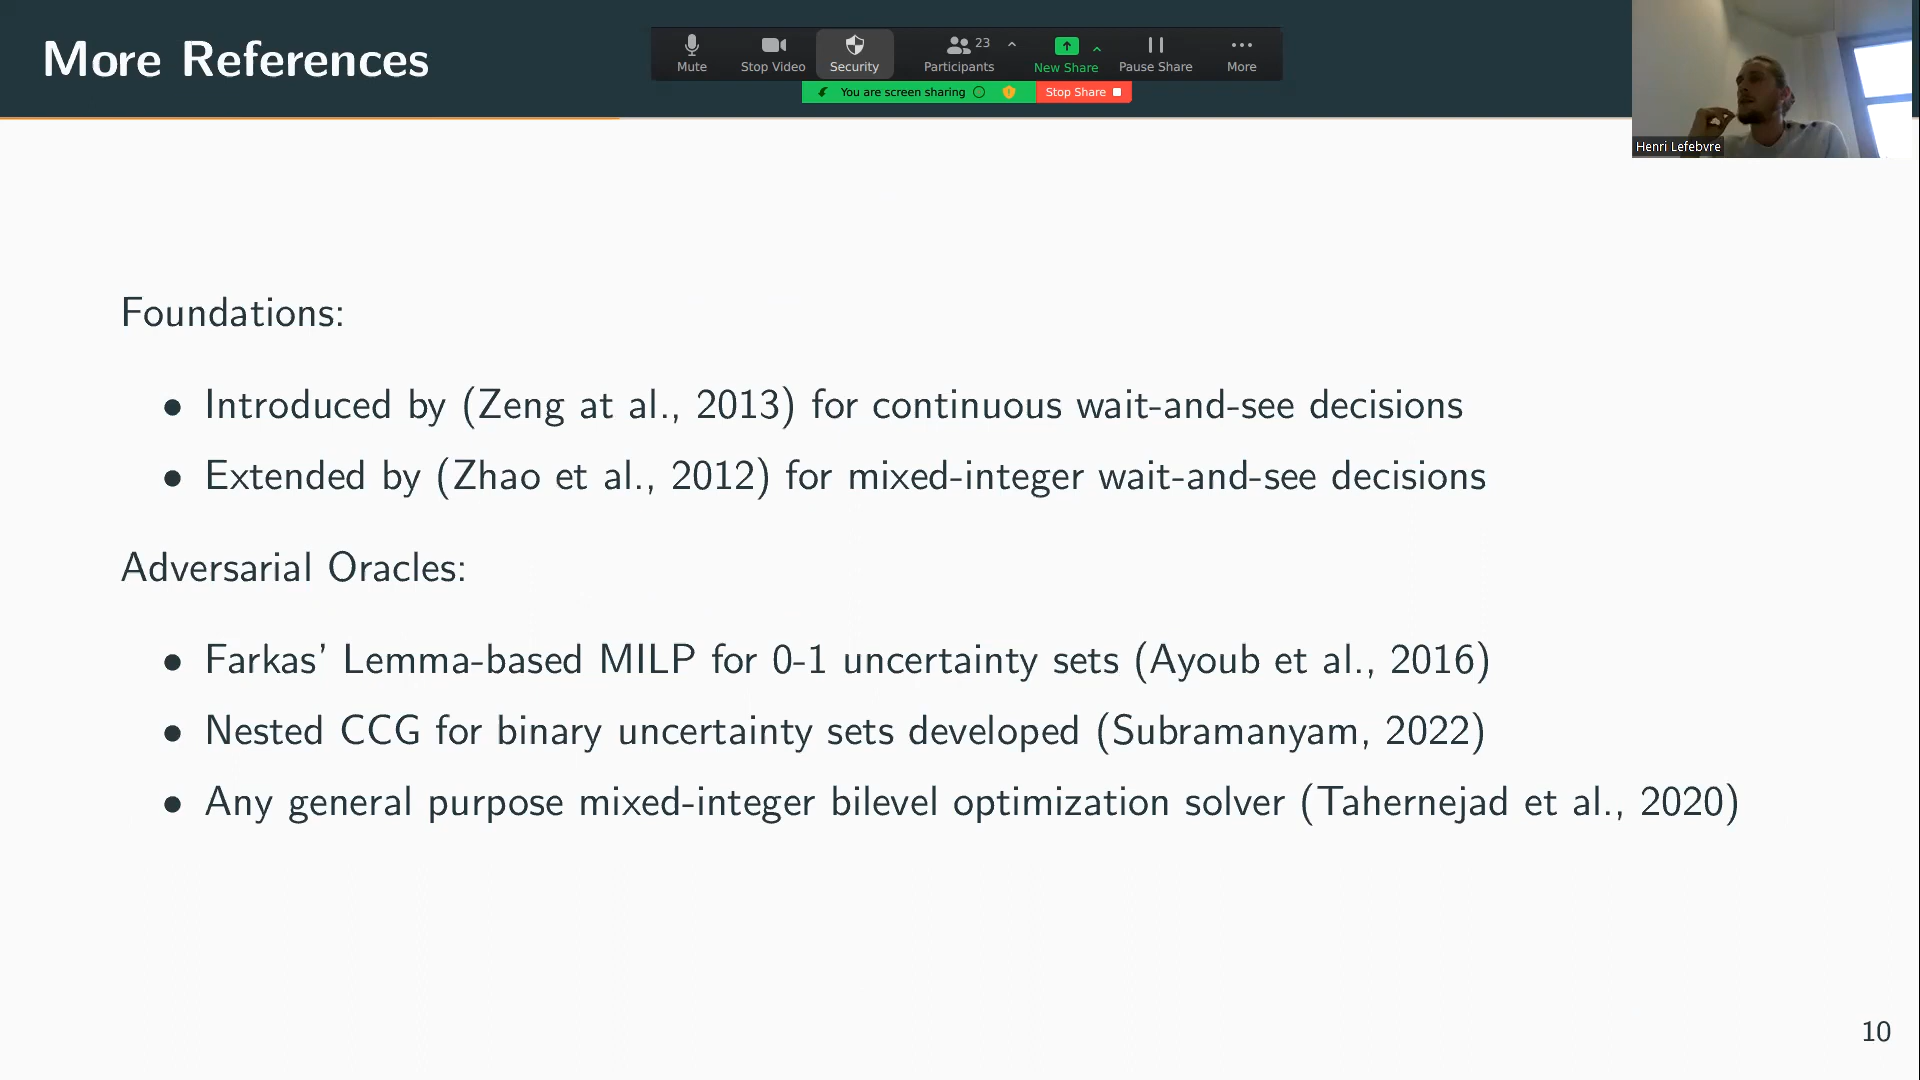 More References
Mute
Stop Video
Security
23
Participants
New Share
Pause Share
More
You are screen sharing
Stop Share
Henri Lefebvre
Foundations:
• Introduced by (Zeng at al., 2013) for continuous wait-and-see decisions
• Extended by (Zhao et al., 2012) for mixed-integer wait-and-see decisions
Adversarial Oracles:
• Farkas' Lemma-based MILP for 0-1 uncertainty sets (Ayoub et al., 2016)
• Nested CCG for binary uncertainty sets developed (Subramanyam, 2022)
• Any general purpose mixed-integer bilevel optimization solver (Tahernejad et al., 2020)
10